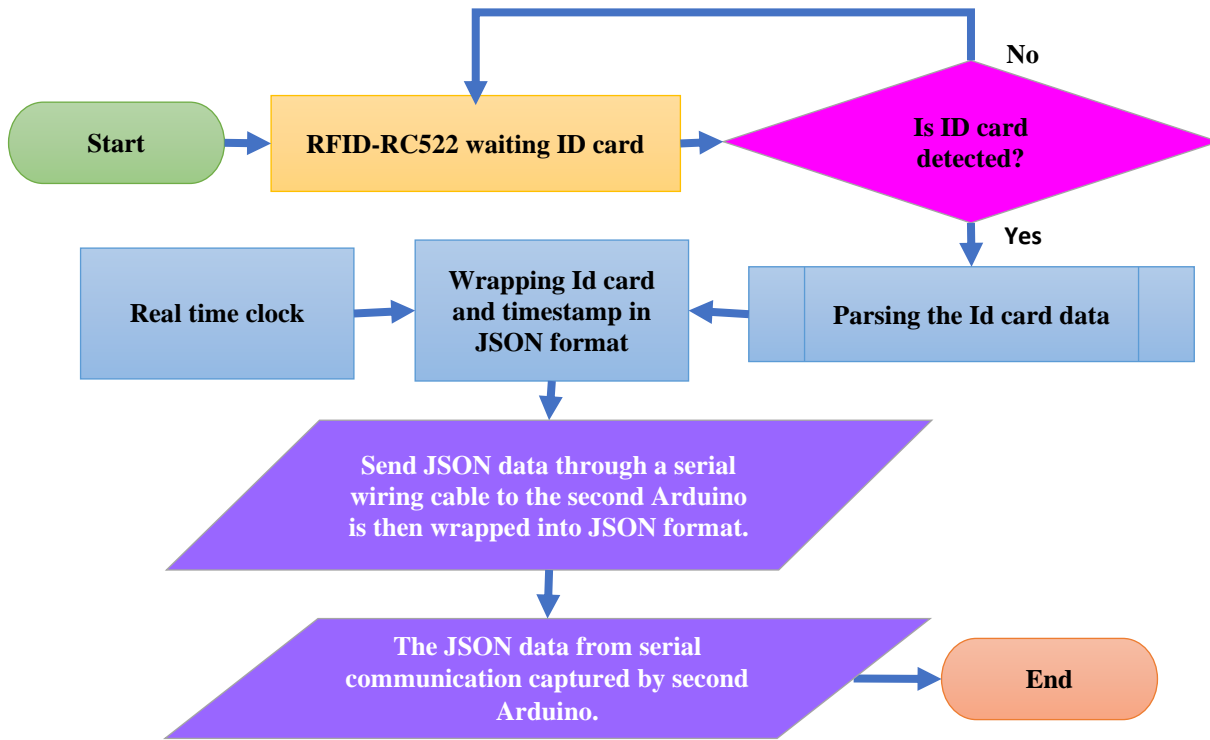 No
Start
RFID-RC522 waiting ID card
Is ID card
detected?
Yes
Real time clock
Wrapping Id card
and timestamp in
JSON format
Parsing the Id card data
Send JSON data through a serial
wiring cable to the second Arduino
is then wrapped into JSON format.
The JSON data from serial
communication captured by second
Arduino.
End